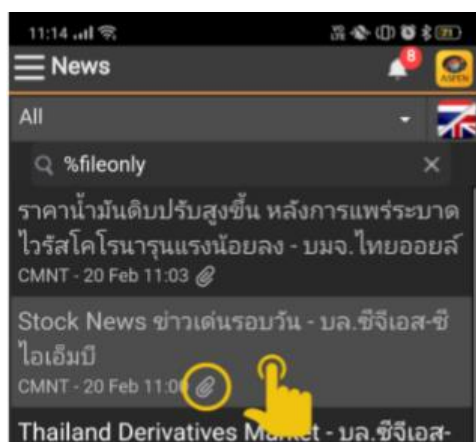 11:14
71
News
8
ASPEN
All
%fileonly
ราคาน้ำมันดิบปรับสูงขึ้น หลังการแพร่ระบาด
ไวรัสโคโรนารุนแรงน้อยลง - บมจ.ไทยออยล์
CMNT - 20 Feb 11:03
Stock News ข่าวเด่นรอบวัน - บล.ซีจีเอส-ซี
ไอเอ็มบี
CMNT - 20 Feb
Thailand Derivatives Market - บล.ซีจีเอส-